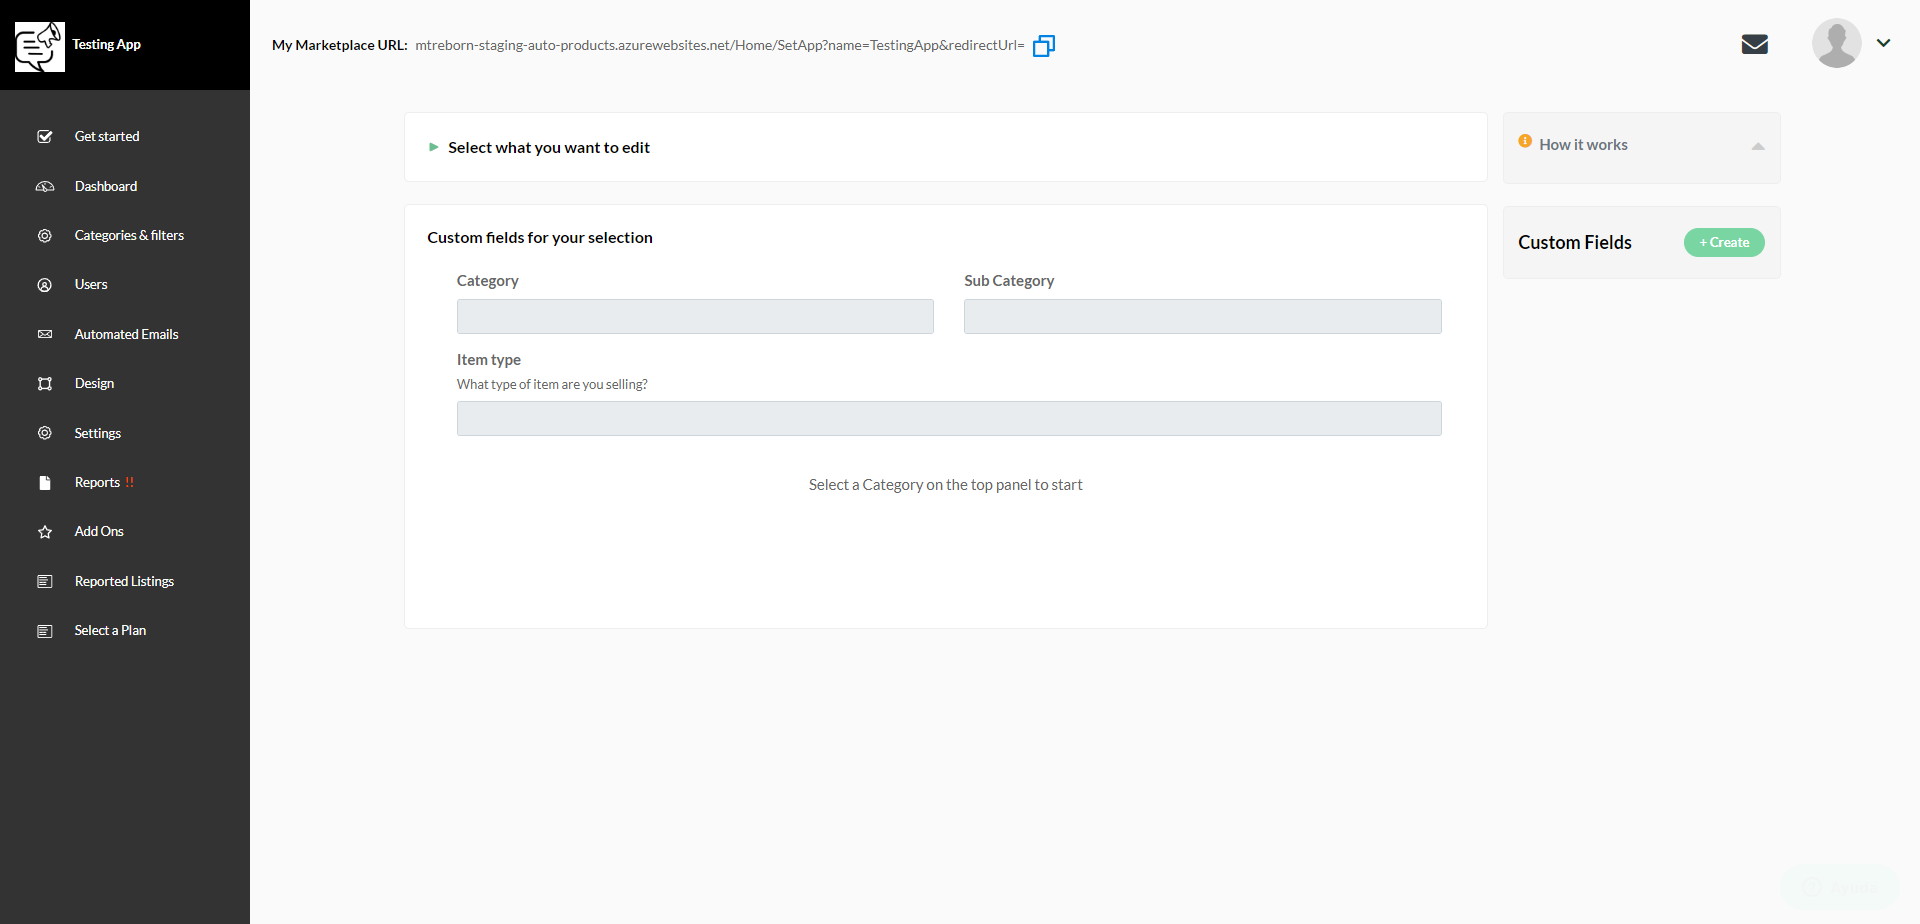 Testing App
My Marketplace URL: mtreborn-staging-auto-products.azurewebsites.net/Home/SetApp?name=TestingApp&redirectUrl=
Get started
Dashboard
Categories & filters
Users
Automated Emails
Design
Settings
Reports !!
Add Ons
Reported Listings
Select a Plan
Select what you want to edit
Custom fields for your selection
Category
Sub Category
Item type
What type of item are you selling?
Select a Category on the top panel to start
How it works
Custom Fields
+ Create